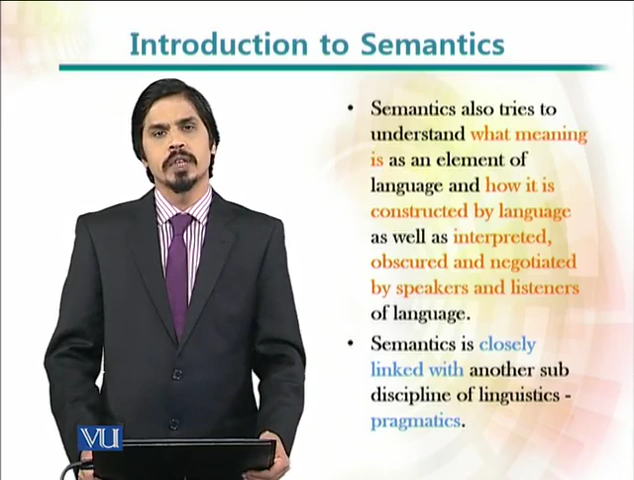 Introduction to Semantics
• Semantics also tries to
understand what meaning
is as an element of
language and how it is
constructed by language
as well as interpreted,
obscured and negotiated
by speakers and listeners
of language.
• Semantics is closely
linked with another sub
discipline of linguistics -
pragmatics.
VU